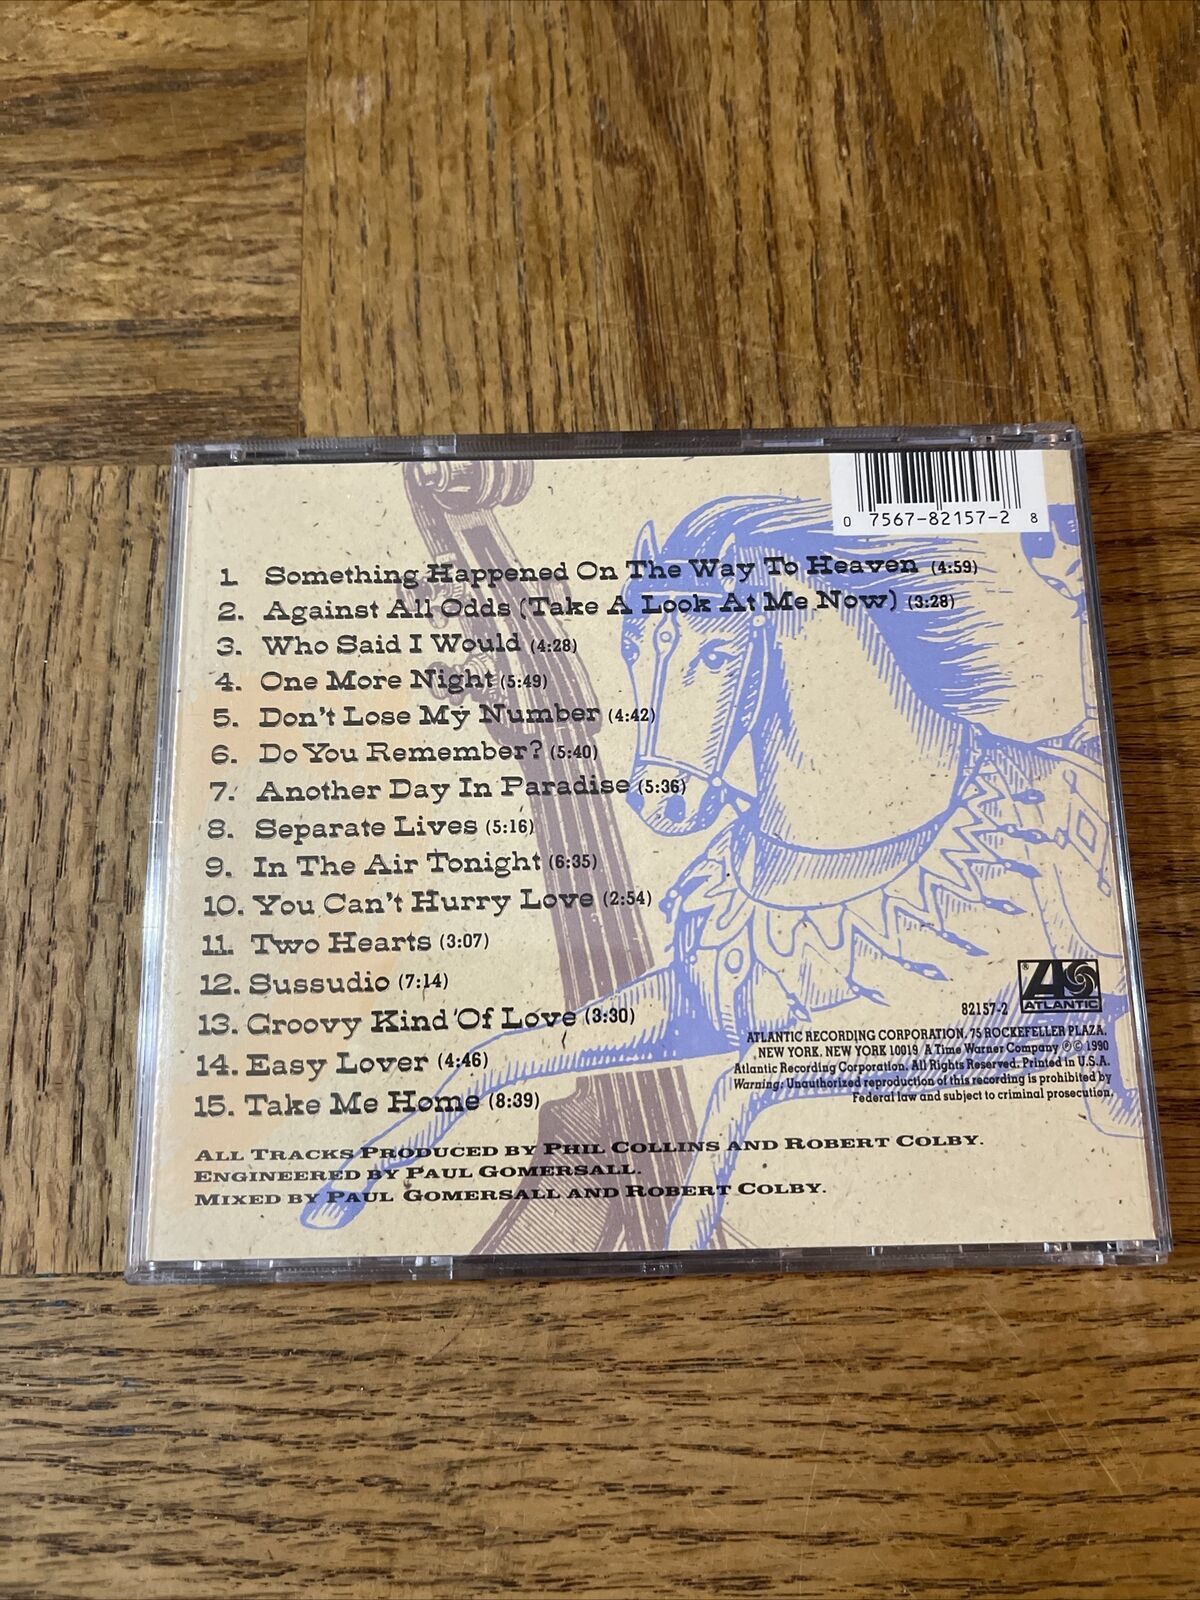 0 7567-82157-2 8
1. Something Happened On The Way To Heaven (4:59)
2. Against All Odds (Take A Look At Me Now) (3:28)
3. Who Said I Would (4:28)
4. One More Night (5:49)
5. Don't Lose My Number (4:42)
6. Do You Remember? (5:40)
7. Another Day In Paradise (5:36)
8. Separate Lives (5:16)
9. In The Air Tonight (6:35)
10. You Can't Hurry Love (2:54)
11. Two Hearts (3:07)
12. Sussudio (7:14)
13. Groovy Kind Of Love (3:30)
14. Easy Lover (4:46)
15. Take Me Home (8:39)
82157-2
® ATLANTIC
ATLANTIC RECORDING CORPORATION, 75 ROCKEFELLER PLAZA,
NEW YORK, NEW YORK 10019 A Time Warner Company ℗© 1990
Atlantic Recording Corporation. All Rights Reserved. Printed in U.S.A.
Warning: Unauthorized reproduction of this recording is prohibited by
Federal law and subject to criminal prosecution.
ALL TRACKS PRODUCED BY PHIL COLLINS AND ROBERT COLBY.
ENGINEERED BY PAUL GOMERSALL.
MIXED BY PAUL GOMERSALL AND ROBERT COLBY.